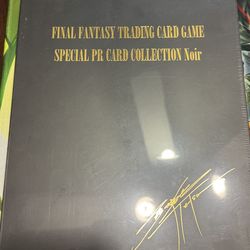 FINAL FANTASY TRADING CARD GAME
SPECIAL PR CARD COLLECTION Noir